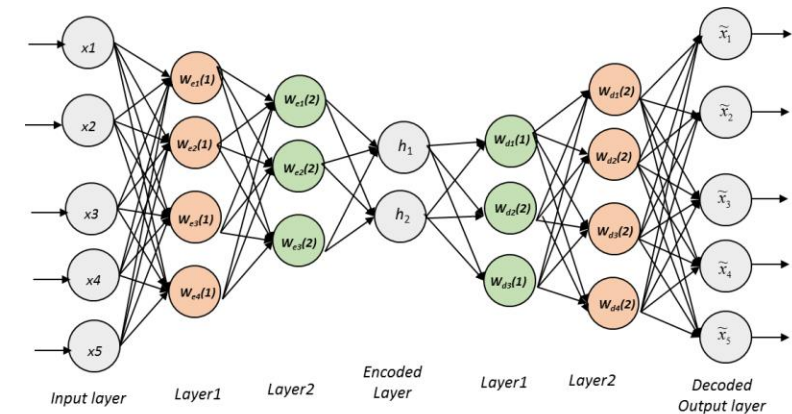 x1
x2
x3
x4
x5
We1(1)
We2(1)
We3(1)
We4(1)
We1(2)
We2(2)
We3(2)
h1
h2
Wd1(1)
Wd2(2)
Wd3(1)
Wd1(2)
Wd2(2)
Wd3(2)
Wd4(2)
x̃1
x̃2
x̃3
x̃4
x̃5
Input layer
Layer1
Layer2
Encoded
Layer
Layer1
Layer2
Decoded
Output layer